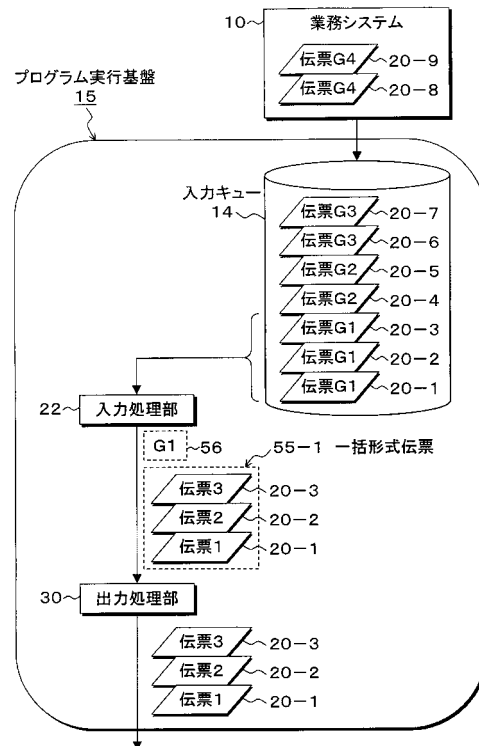 10
業務システム
伝票G4 20-9
伝票G4 20-8
プログラム実行基盤
15
入力キュー
14
伝票G3 20-7
伝票G3 20-6
伝票G2 20-5
伝票G2 20-4
伝票G1 20-3
伝票G1 20-2
伝票G1 20-1
22 入力処理部
G1 56
55-1 一括形式伝票
伝票3 20-3
伝票2 20-2
伝票1 20-1
30 出力処理部
伝票3 20-3
伝票2 20-2
伝票1 20-1